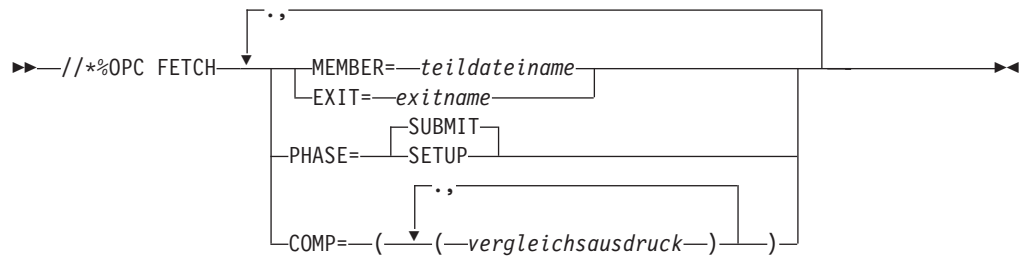 .,
//*%OPC FETCH MEMBER= teildateiname
EXIT= exitname
SUBMIT
PHASE= SETUP
.,
COMP= ( ( vergleichsausdruck ) )